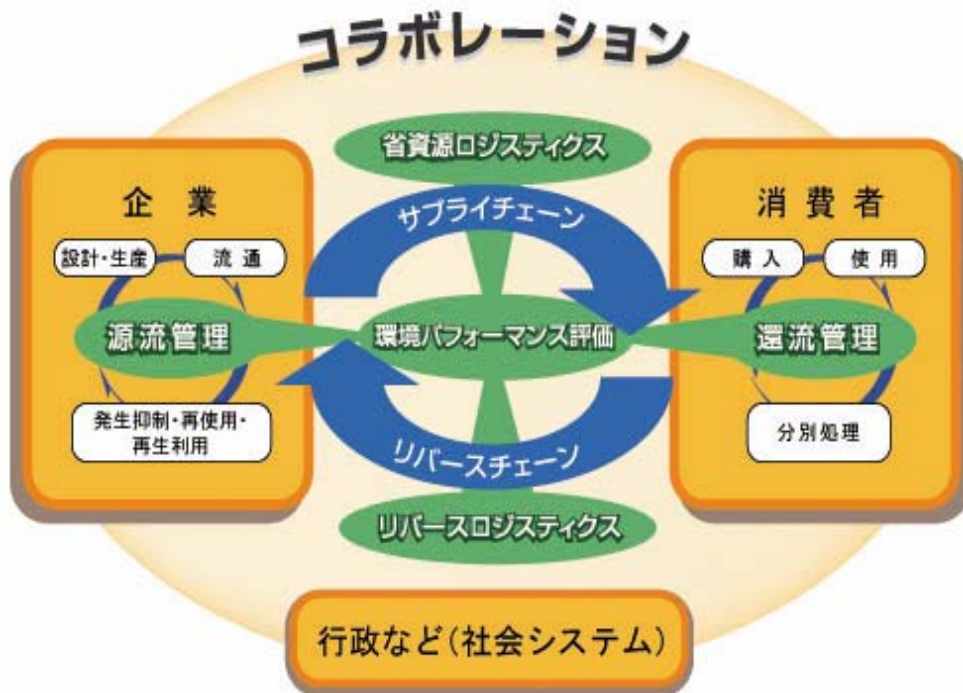 コラボレーション
省資源ロジスティクス
企業
サプライチェーン
消費者
設計・生産
流通
購入
使用
源流管理
環境パフォーマンス評価
還流管理
発生抑制・再使用・
再生利用
分別処理
リバースチェーン
リバースロジスティクス
行政など(社会システム)